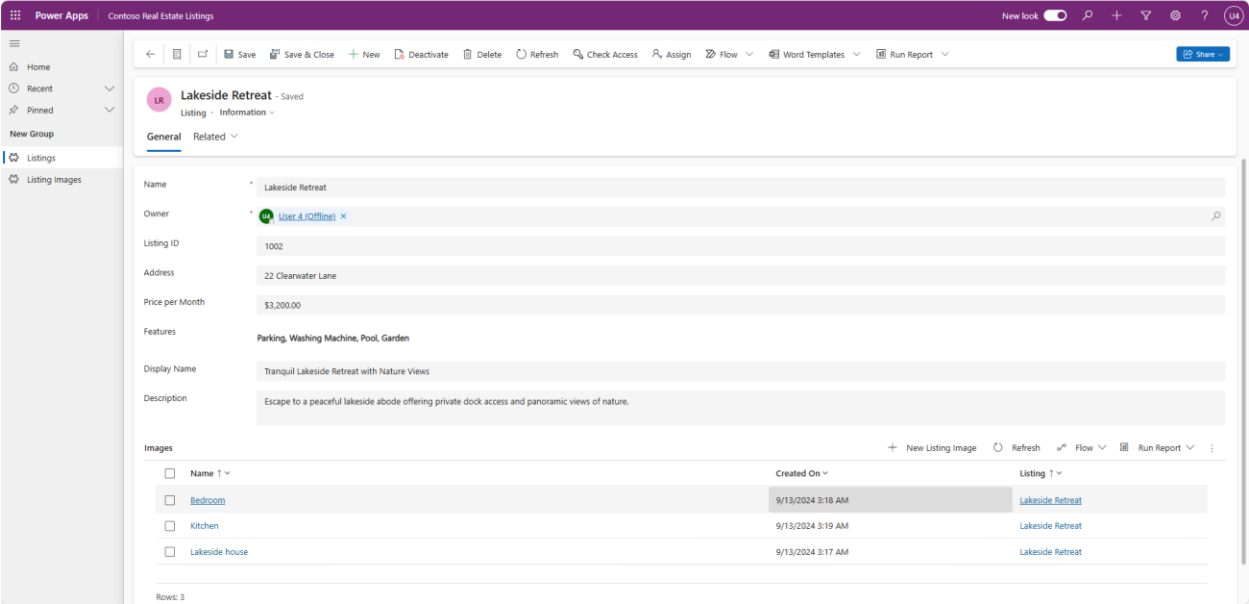 Power Apps Contoso Real Estate Listings New look ? U4
Home
Recent
Pinned
New Group
Listings
Listing Images
Save Save & Close New Deactivate Delete Refresh Check Access Assign Flow Word Templates Run Report Share
LR Lakeside Retreat - Saved
Listing · Information
General Related
Name * Lakeside Retreat
Owner * U4 User 4 (Offline)
Listing ID 1002
Address 22 Clearwater Lane
Price per Month $3,200.00
Features Parking, Washing Machine, Pool, Garden
Display Name Tranquil Lakeside Retreat with Nature Views
Description Escape to a peaceful lakeside abode offering private dock access and panoramic views of nature.
Images New Listing Image Refresh Flow Run Report
Name Created On Listing
Bedroom 9/13/2024 3:18 AM Lakeside Retreat
Kitchen 9/13/2024 3:19 AM Lakeside Retreat
Lakeside house 9/13/2024 3:17 AM Lakeside Retreat
Rows: 3